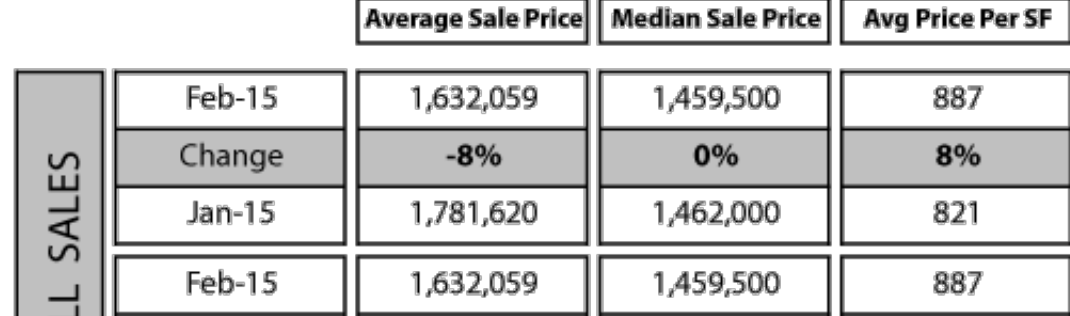 Average Sale Price Median Sale Price Avg Price Per SF
Feb-15 1,632,059 1,459,500 887
Change -8% 0% 8%
Jan-15 1,781,620 1,462,000 821
Feb-15 1,632,059 1,459,500 887
SALES